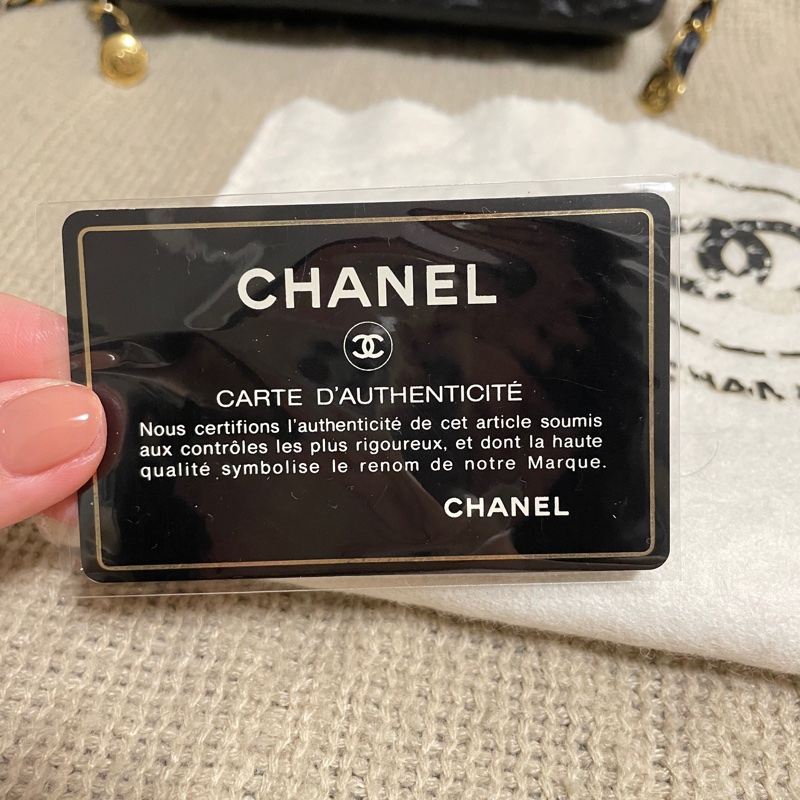 CHANEL
CARTE D'AUTHENTICITÉ
Nous certifions l'authenticité de cet article soumis
aux contrôles les plus rigoureux, et dont la haute
qualité symbolise le renom de notre Marque.
CHANEL
CHAN